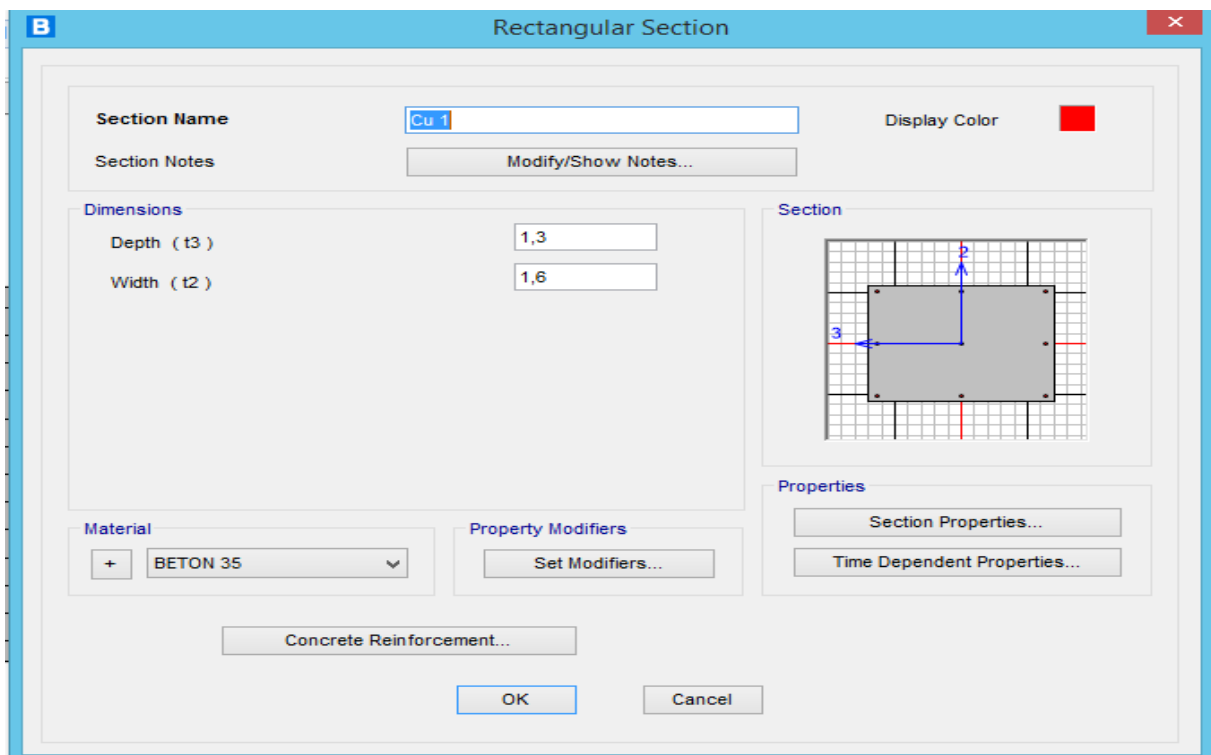 B Rectangular Section
Section Name Cu 1 Display Color
Section Notes Modify/Show Notes...
Dimensions
Depth ( t3 ) 1,3
Width ( t2 ) 1,6
Section
2
3
Properties
Section Properties...
Time Dependent Properties...
Material
+ BETON 35
Property Modifiers
Set Modifiers...
Concrete Reinforcement...
OK Cancel